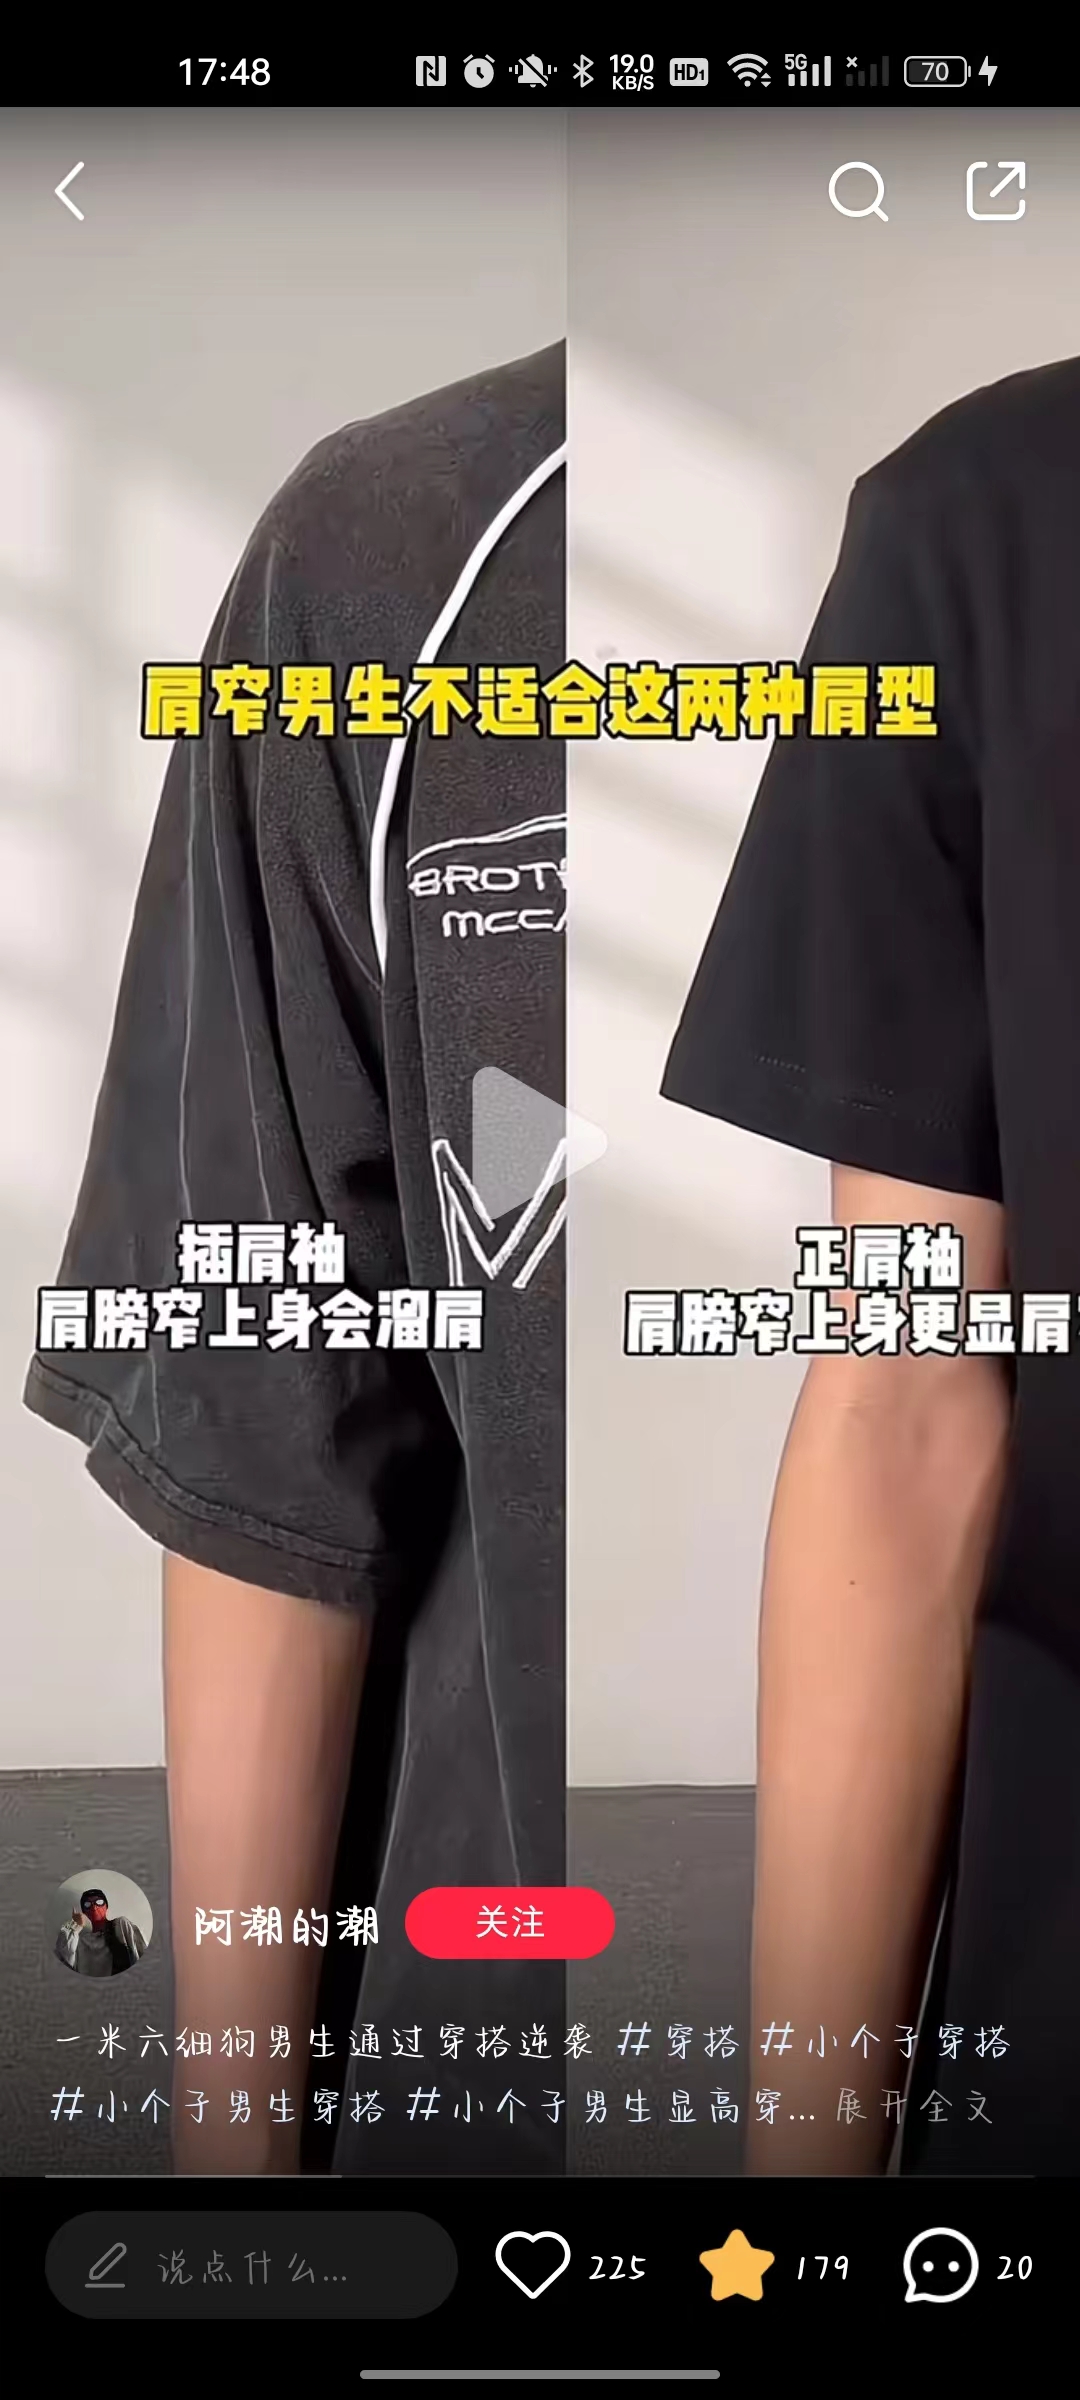 17:48
19.0
KB/S
HD1
5G
70
肩窄男生不适合这两种肩型
BROT
MCC
M
插肩袖
肩膀窄上身会溜肩
正肩袖
肩膀窄上身更显肩
阿潮的潮
关注
一米六细狗男生通过穿搭逆袭 #穿搭 #小个子穿搭
#小个子男生穿搭 #小个子男生显高穿... 展开全文
说点什么...
225
179
20